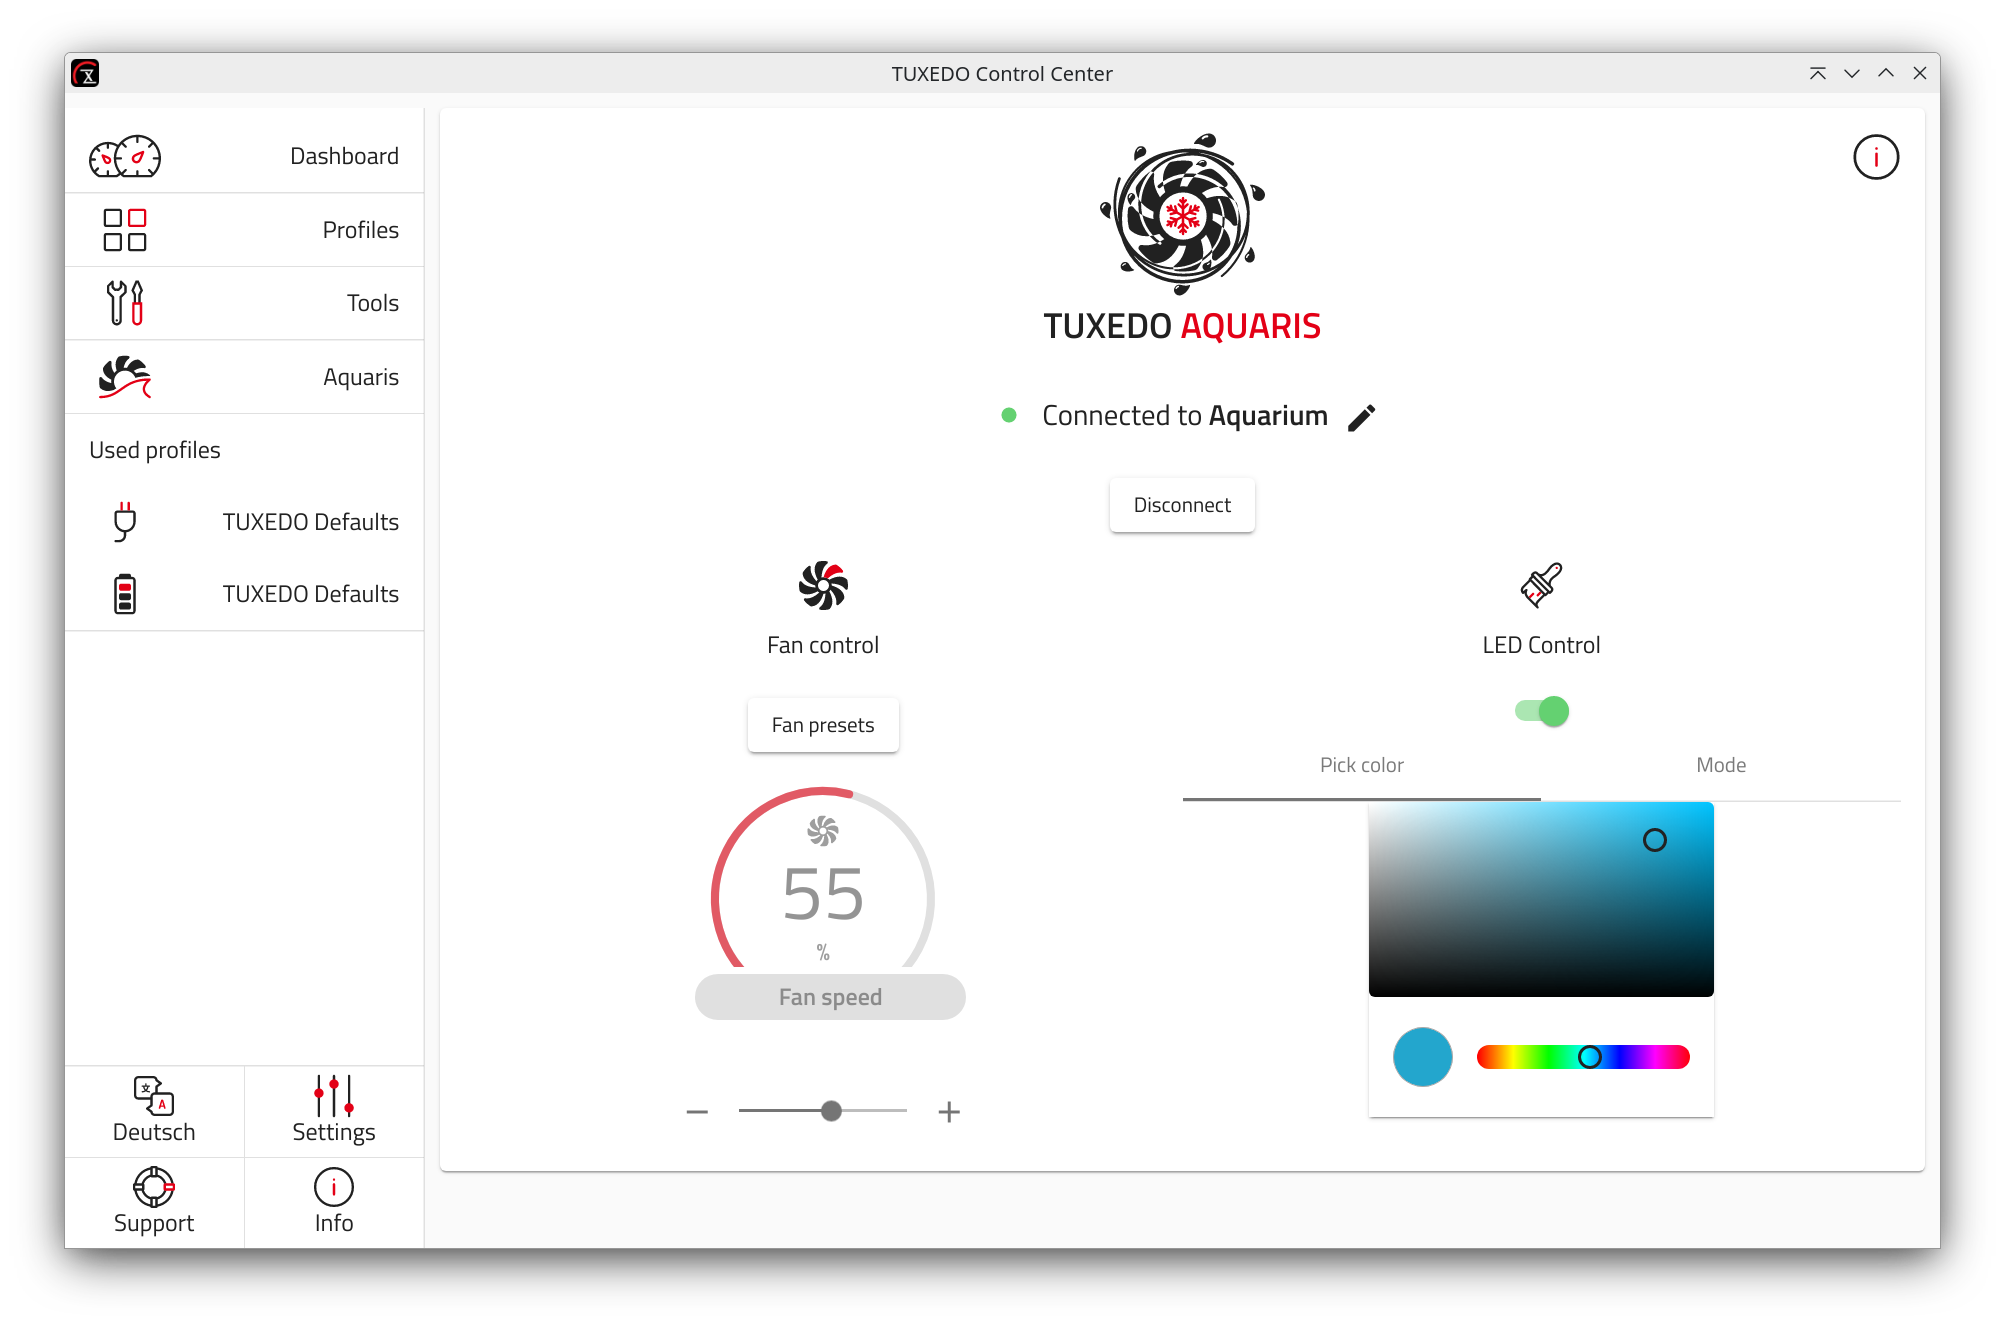 TUXEDO Control Center
Dashboard
Profiles
Tools
Aquaris
Used profiles
TUXEDO Defaults
TUXEDO Defaults
Deutsch
Settings
Support
Info
TUXEDO AQUARIS
Connected to Aquarium
Disconnect
Fan control
Fan presets
55
%
Fan speed
LED Control
Pick color
Mode